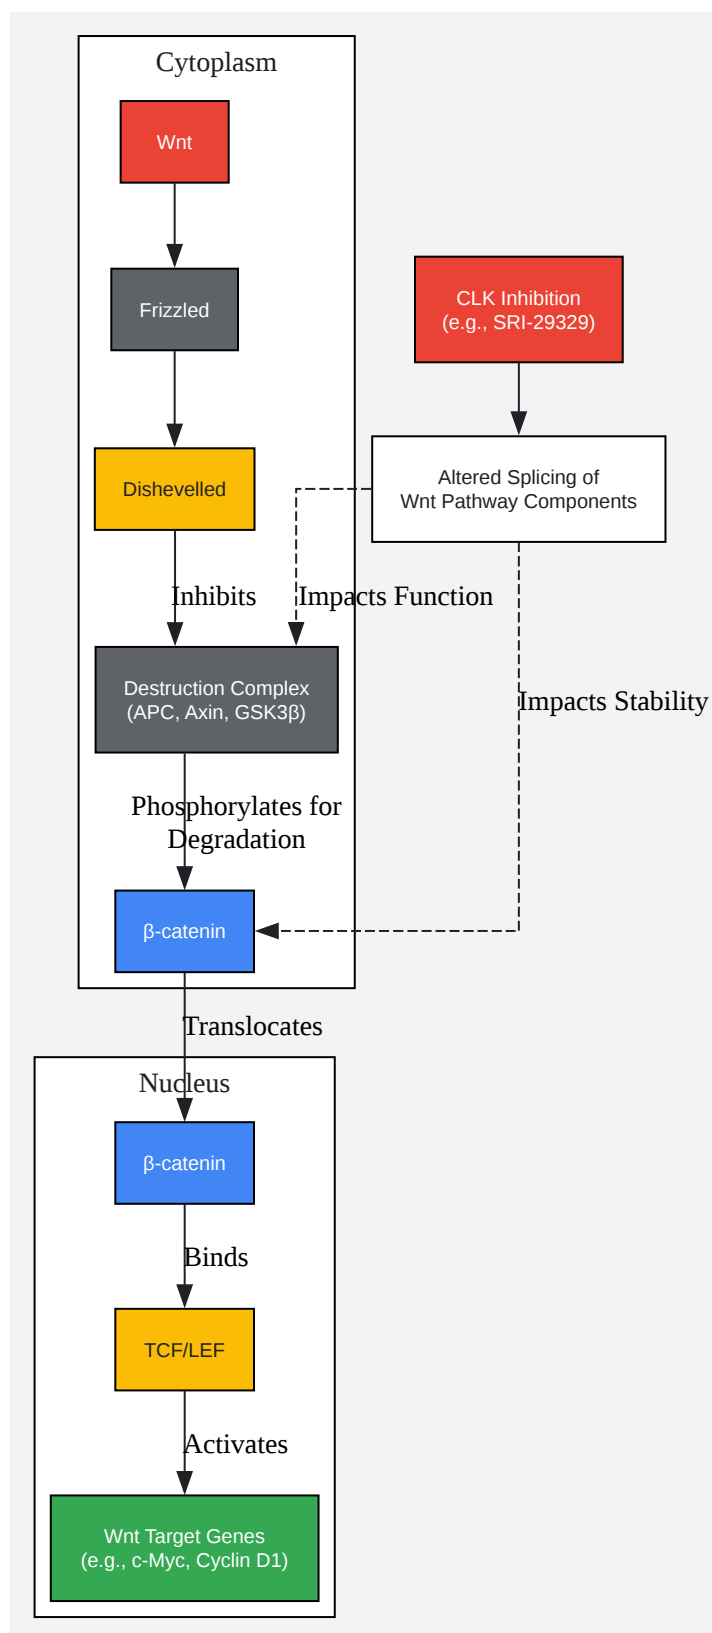 Cytoplasm
Wnt
Frizzled
CLK Inhibition
(e.g., SRI-29329)
Dishevelled
Altered Splicing of
Wnt Pathway Components
Inhibits
Impacts Function
Destruction Complex
(APC, Axin, GSK3β)
Impacts Stability
Phosphorylates for
Degradation
β-catenin
Translocates
Nucleus
β-catenin
Binds
TCF/LEF
Activates
Wnt Target Genes
(e.g., c-Myc, Cyclin D1)